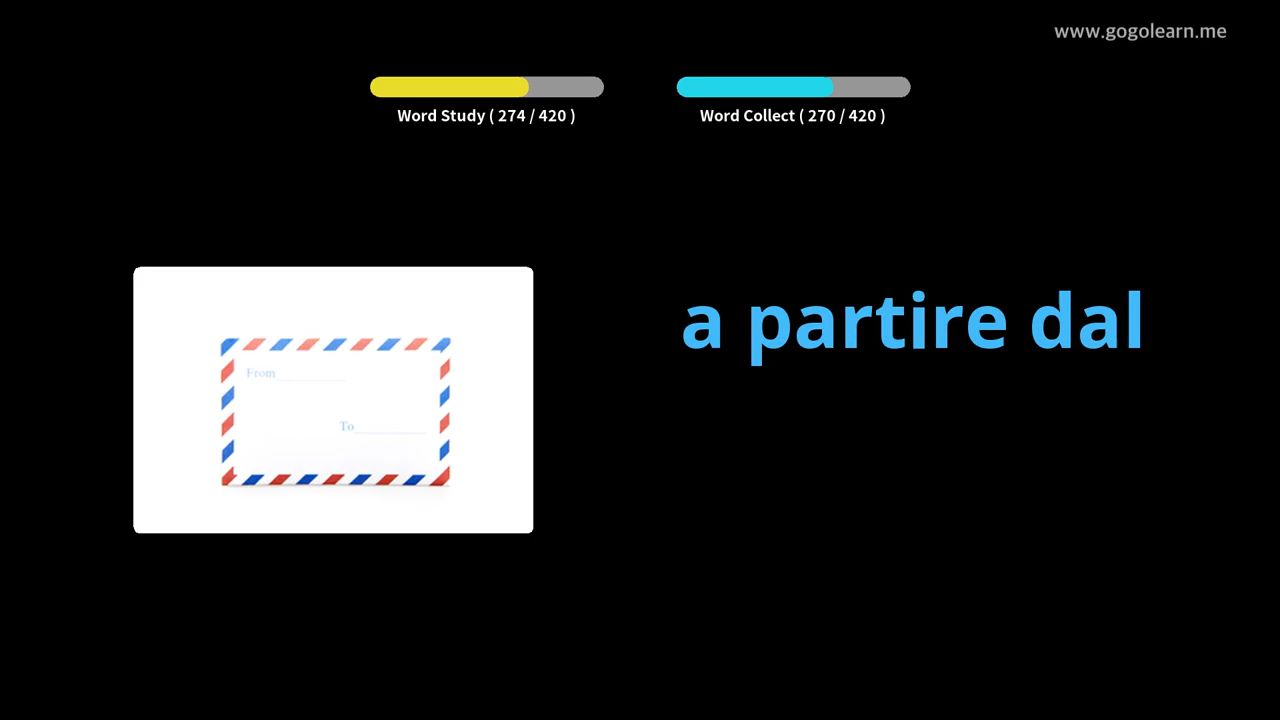 www.gogolearn.me
Word Study ( 274 / 420 )
Word Collect ( 270 / 420 )
a partire dal
From
To